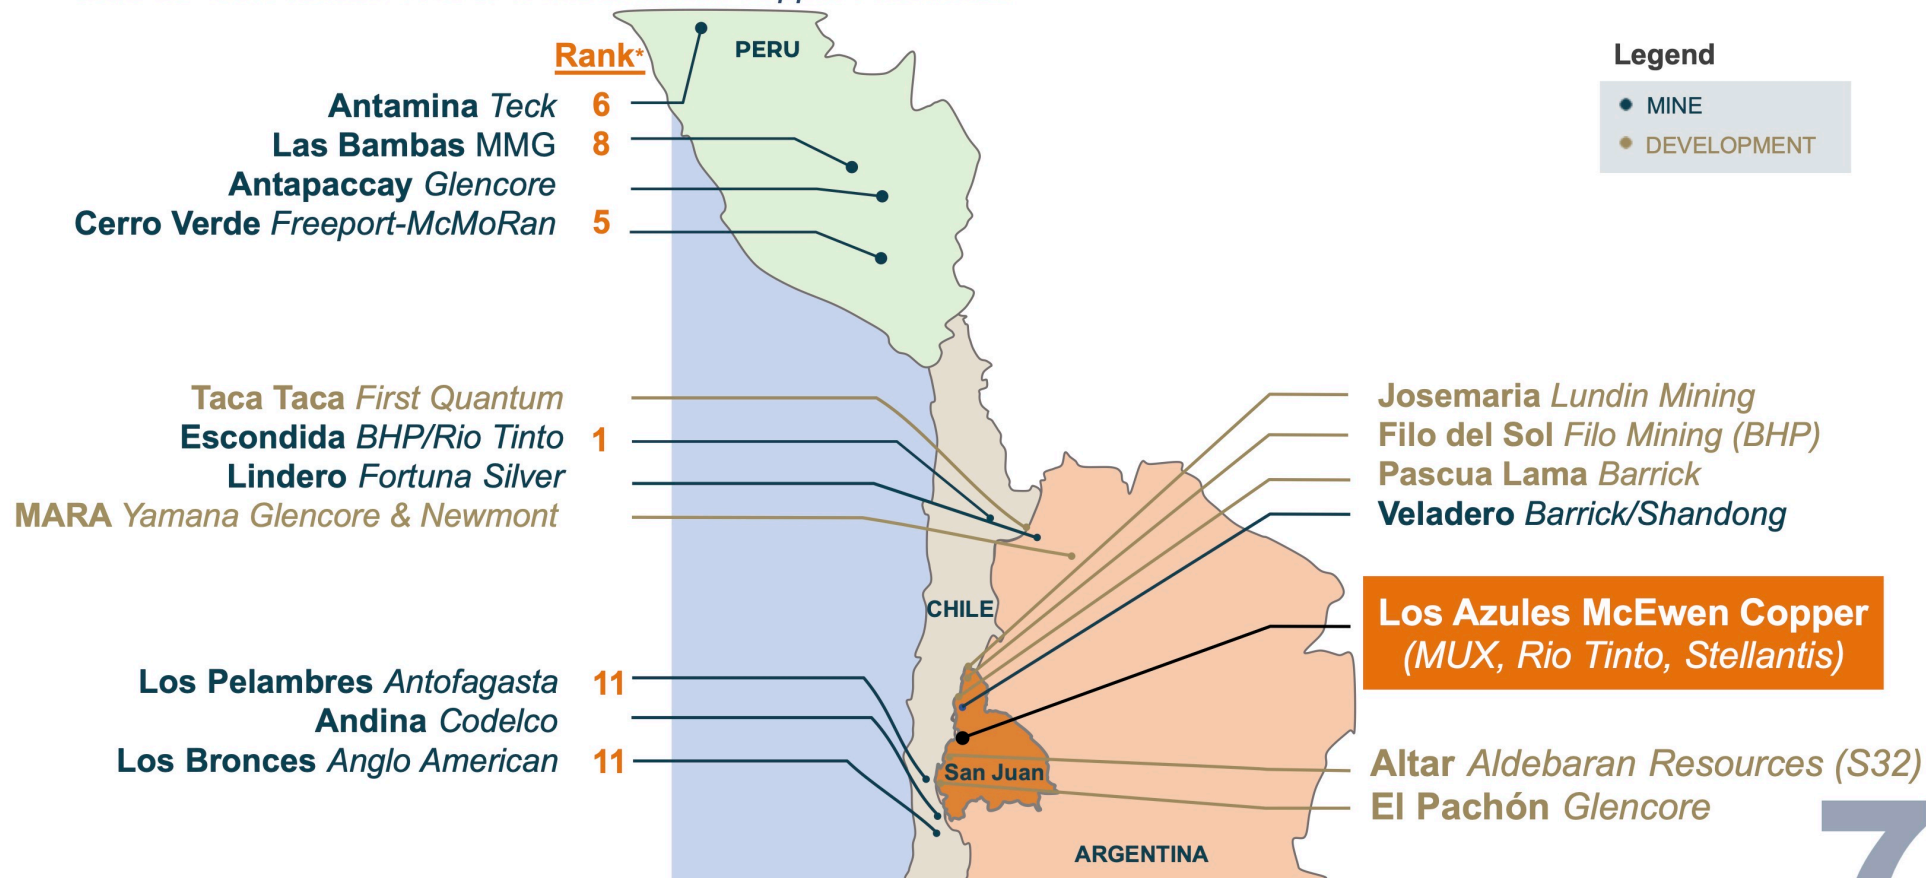 PERU
Rank*
Antamina Teck 6
Las Bambas MMG 8
Antapaccay Glencore
Cerro Verde Freeport-McMoRan 5
Legend
MINE
DEVELOPMENT
Taca Taca First Quantum
Escondida BHP/Rio Tinto 1
Lindero Fortuna Silver
MARA Yamana Glencore & Newmont
Josemaria Lundin Mining
Filo del Sol Filo Mining (BHP)
Pascua Lama Barrick
Veladero Barrick/Shandong
CHILE
Los Azules McEwen Copper
(MUX, Rio Tinto, Stellantis)
Los Pelambres Antofagasta 11
Andina Codelco
Los Bronces Anglo American 11
San Juan
Altar Aldebaran Resources (S32)
El Pachón Glencore
ARGENTINA
7